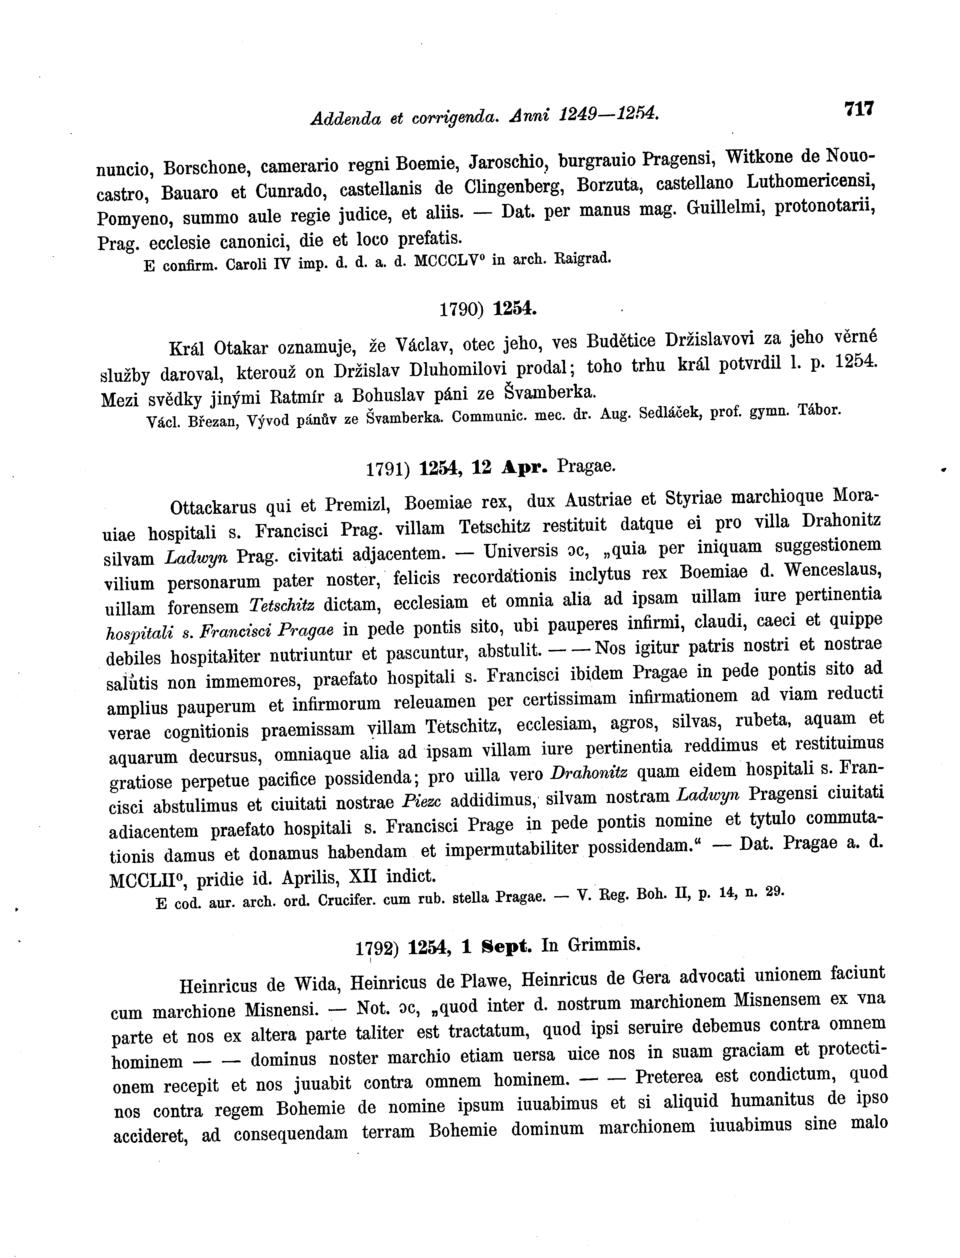 Addenda et corrigenda. Anni 1249—1254. 717
nuncio, Borschone, camerario regni Boemie, Jaroschio, burgrauio Pragensi, Witkone de Nouo-
castro, Bauaro et Cunrado, castellanis de Clingenberg, Borzuta, castellano Luthomericensi,
Pomyeno, summo aule regie judice, et aliis. — Dat. per manus mag. Guillelmi, protonotarii,
Prag. ecclesie canonici, die et loco prefatis.
E confirm. Caroli IV imp. d. d. a. d. MCCCLV⁰ in arch. Raigrad.
1790) 1254.
Král Otakar oznamuje, že Václav, otec jeho, ves Budětice Držislavovi za jeho věrné
služby daroval, kterouž on Držislav Dluhomilovi prodal; toho trhu král potvrdil l. p. 1254.
Mezi svědky jinými Ratmír a Bohuslav páni ze Švamberka.
Václ. Březan, Vývod pánův ze Švamberka. Communic. mec. dr. Aug. Sedláček, prof. gymn. Tábor.
1791) 1254, 12 Apr. Pragae.
Ottackarus qui et Premizl, Boemiae rex, dux Austriae et Styriae marchioque Mora-
uiae hospitali s. Francisci Prag. villam Tetschitz restituit datque ei pro villa Drahonitz
silvam Ladwyn Prag. civitati adjacentem. — Universis ɔc, „quia per iniquam suggestionem
vilium personarum pater noster, felicis recordationis inclytus rex Boemiae d. Wenceslaus,
uillam forensem Tetschitz dictam, ecclesiam et omnia alia ad ipsam uillam iure pertinentia
hospitali s. Francisci Pragae in pede pontis sito, ubi pauperes infirmi, claudi, caeci et quippe
debiles hospitaliter nutriuntur et pascuntur, abstulit. — — Nos igitur patris nostri et nostrae
salutis non immemores, praefato hospitali s. Francisci ibidem Pragae in pede pontis sito ad
amplius pauperum et infirmorum releuamen per certissimam infirmationem ad viam reducti
verae cognitionis praemissam villam Tetschitz, ecclesiam, agros, silvas, rubeta, aquam et
aquarum decursus, omniaque alia ad ipsam villam iure pertinentia reddimus et restituimus
gratiose perpetue pacifice possidenda; pro uilla vero Drahonitz quam eidem hospitali s. Fran-
cisci abstulimus et ciuitati nostrae Piezc addidimus, silvam nostram Ladwyn Pragensi ciuitati
adiacentem praefato hospitali s. Francisci Prage in pede pontis nomine et tytulo commuta-
tionis damus et donamus habendam et impermutabiliter possidendam.“ — Dat. Pragae a. d.
MCCLII⁰, pridie id. Aprilis, XII indict.
E cod. aur. arch. ord. Crucifer. cum rub. stella Pragae. — V. Reg. Boh. II, p. 14, n. 29.
1792) 1254, 1 Sept. In Grimmis.
Heinricus de Wida, Heinricus de Plawe, Heinricus de Gera advocati unionem faciunt
cum marchione Misnensi. — Not. ɔc, „quod inter d. nostrum marchionem Misnensem ex vna
parte et nos ex altera parte taliter est tractatum, quod ipsi seruire debemus contra omnem
hominem — — dominus noster marchio etiam uersa uice nos in suam graciam et protecti-
onem recepit et nos juuabit contra omnem hominem. — — Preterea est condictum, quod
nos contra regem Bohemie de nomine ipsum iuuabimus et si aliquid humanitus de ipso
accideret, ad consequendam terram Bohemie dominum marchionem iuuabimus sine malo